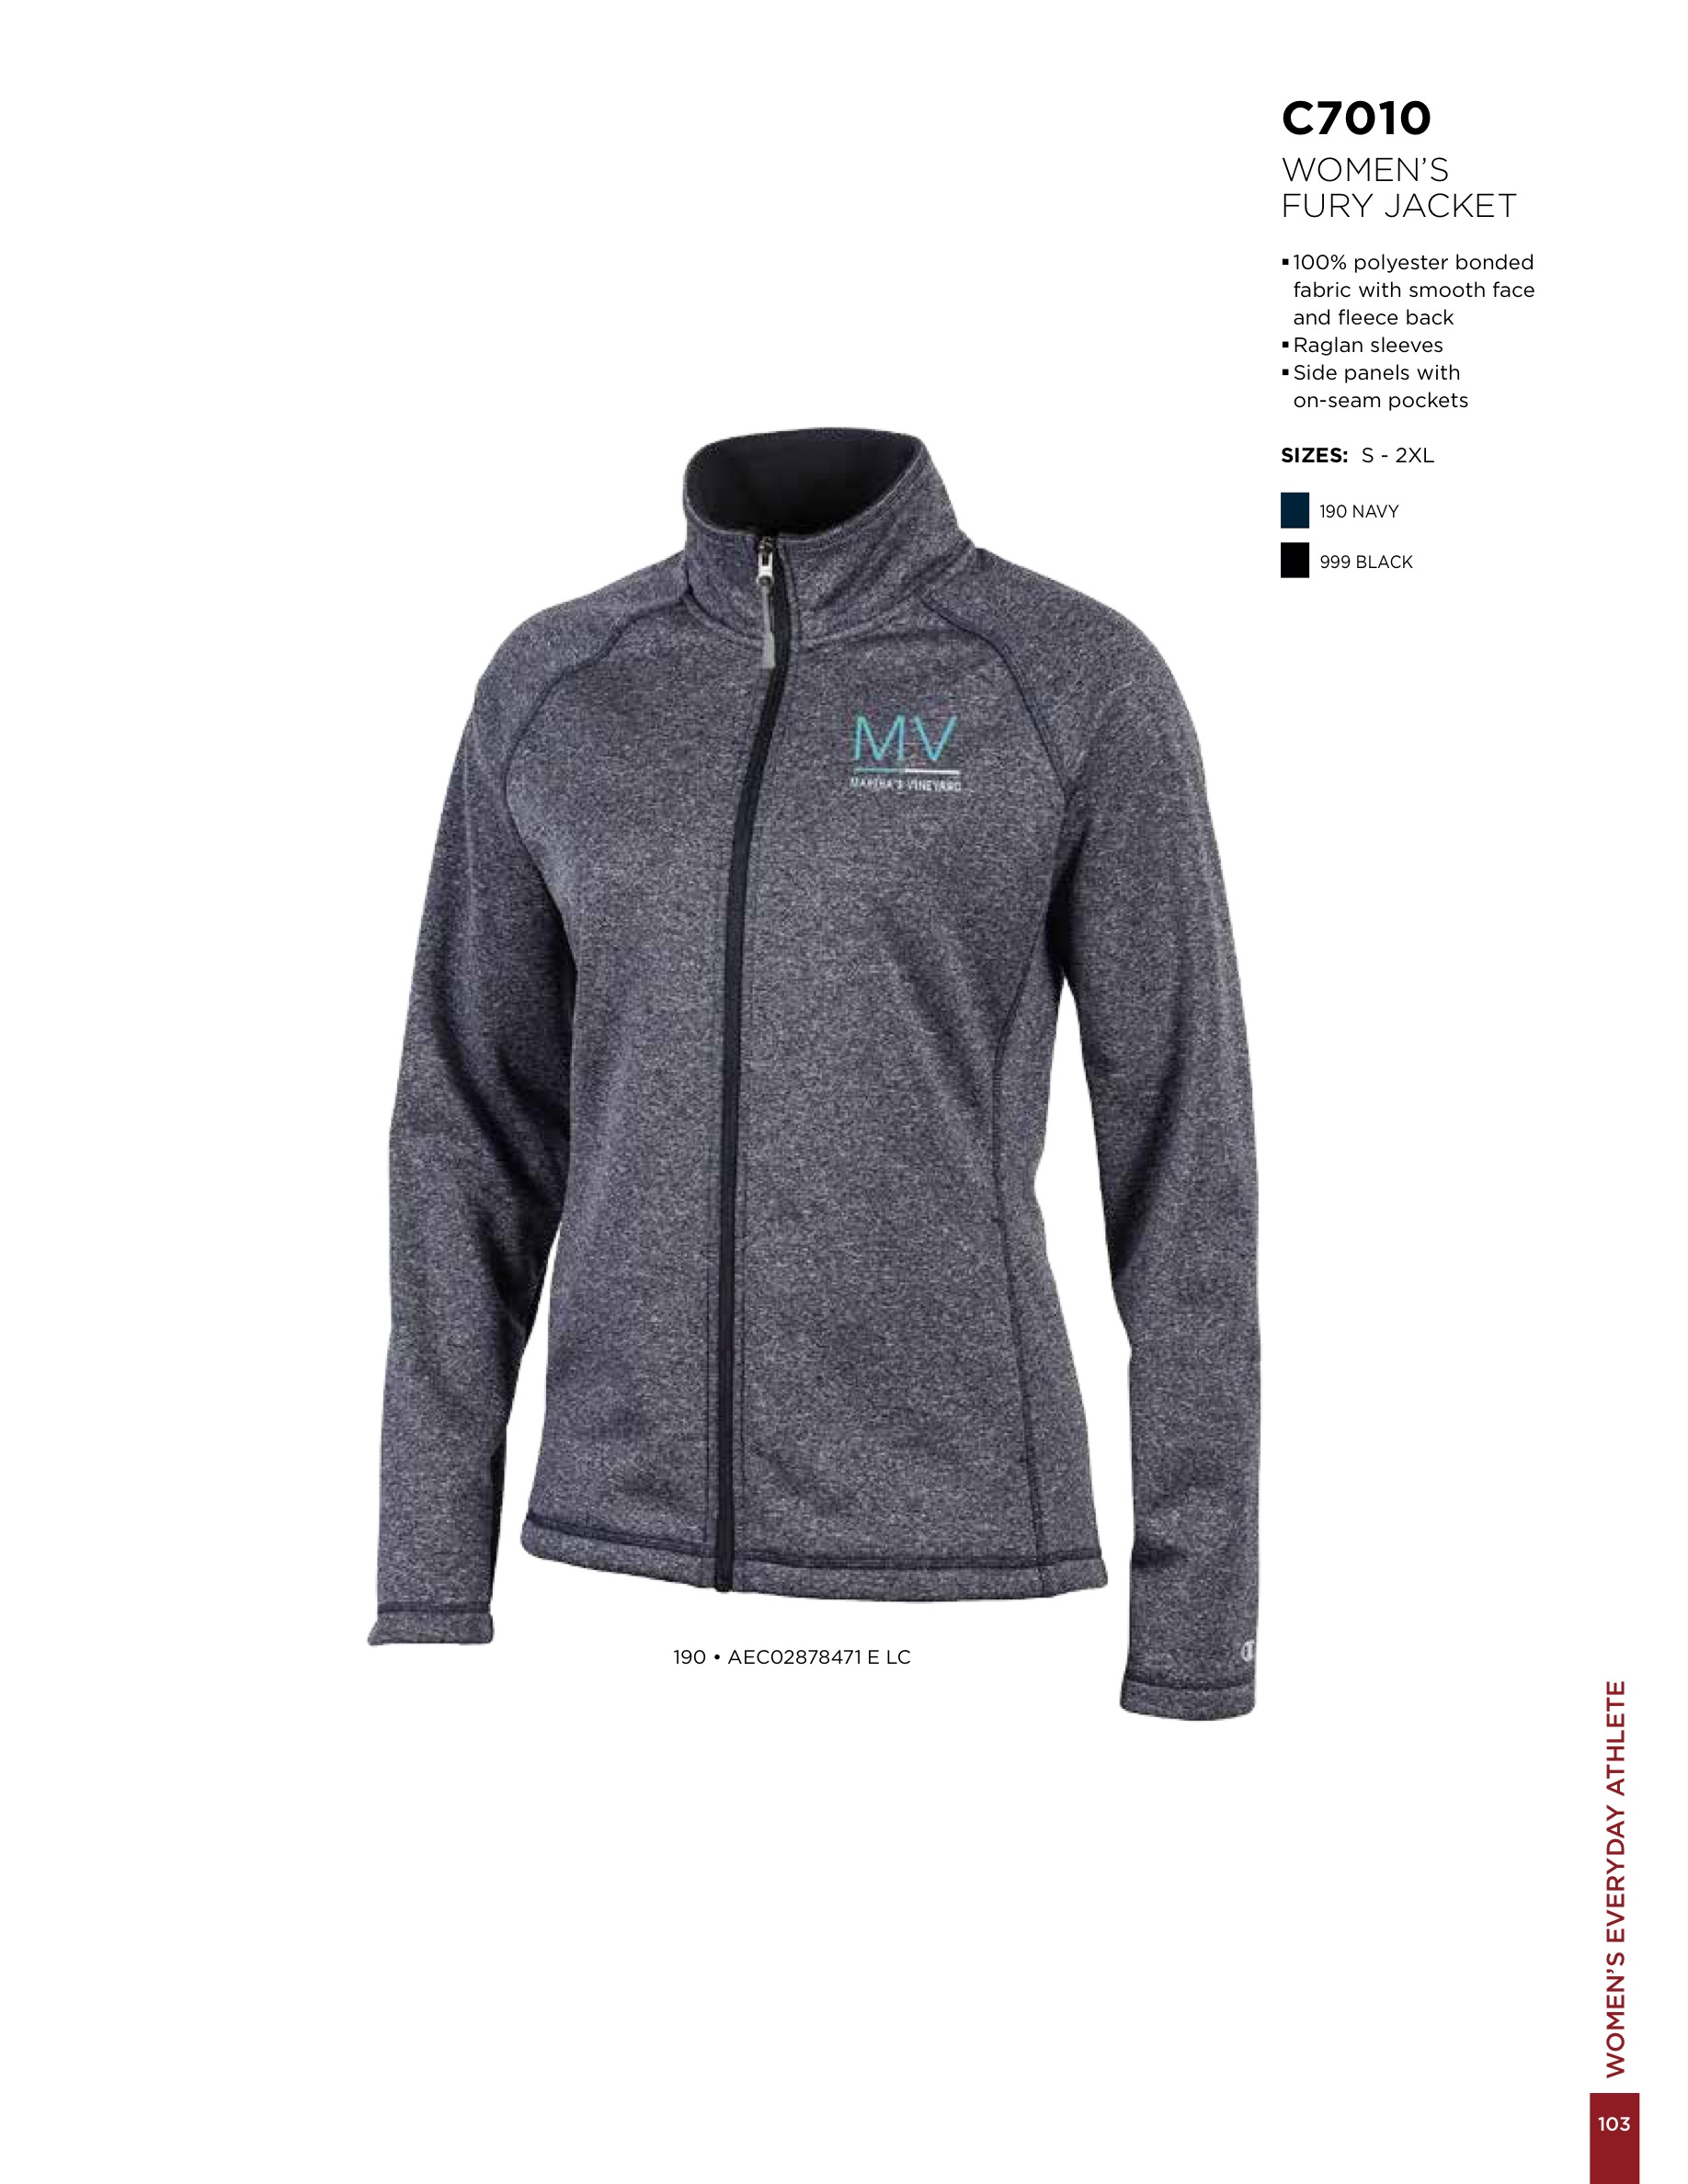 C7010
WOMEN’S
FURY JACKET
▪ 100% polyester bonded
fabric with smooth face
and fleece back
▪ Raglan sleeves
▪ Side panels with
on-seam pockets
SIZES: S - 2XL
190 NAVY
999 BLACK
MV
MARTHA'S VINEYARD
190 • AEC02878471 E LC
WOMEN’S EVERYDAY ATHLETE
103